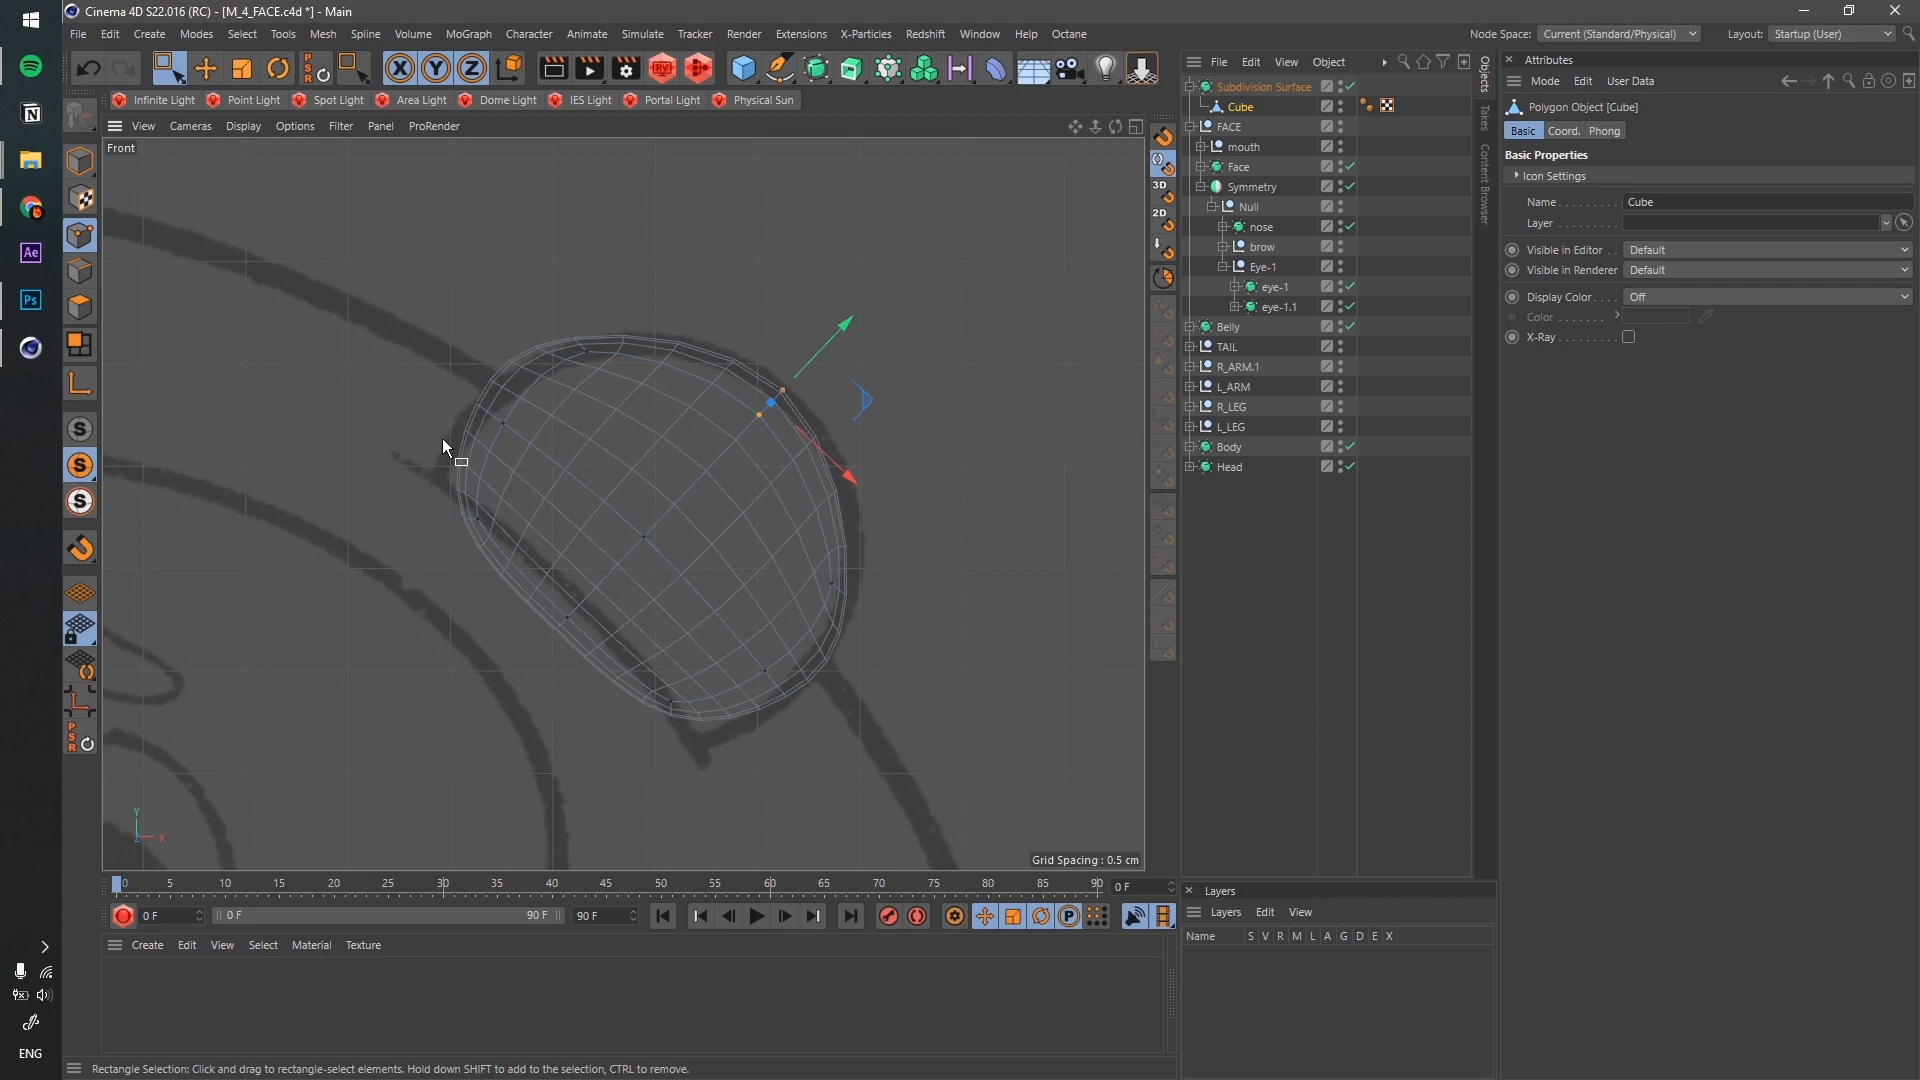 Cinema 4D S22.016 (RC) - [M_4_FACE.c4d *] - Main
File Edit Create Modes Select Tools Mesh Spline Volume MoGraph Character Animate Simulate Tracker Render Extensions X-Particles Redshift Window Help Octane
Node Space: Current (Standard/Physical) Layout: Startup (User)
Infinite Light Point Light Spot Light Area Light Dome Light IES Light Portal Light Physical Sun
View Cameras Display Options Filter Panel ProRender
Front
Grid Spacing : 0.5 cm
Y
X
Z
PSR
3D
2D
Ae
Ps
ENG
File Edit View Object
Subdivision Surface
Cube
FACE
mouth
Face
Symmetry
Null
nose
brow
Eye-1
eye-1
eye-1.1
Belly
TAIL
R_ARM.1
L_ARM
R_LEG
L_LEG
Body
Head
Objects
Takes
Content Browser
Attributes
Mode Edit User Data
Polygon Object [Cube]
Basic Coord. Phong
Basic Properties
Icon Settings
Name Cube
Layer
Visible in Editor Default
Visible in Renderer Default
Display Color Off
Color
X-Ray
0 5 10 15 20 25 30 35 40 45 50 55 60 65 70 75 80 85 90 0 F
0 F 0 F 90 F 90 F
Create Edit View Select Material Texture
Layers
Layers Edit View
Name S V R M L A G D E X
Rectangle Selection: Click and drag to rectangle-select elements. Hold down SHIFT to add to the selection, CTRL to remove.